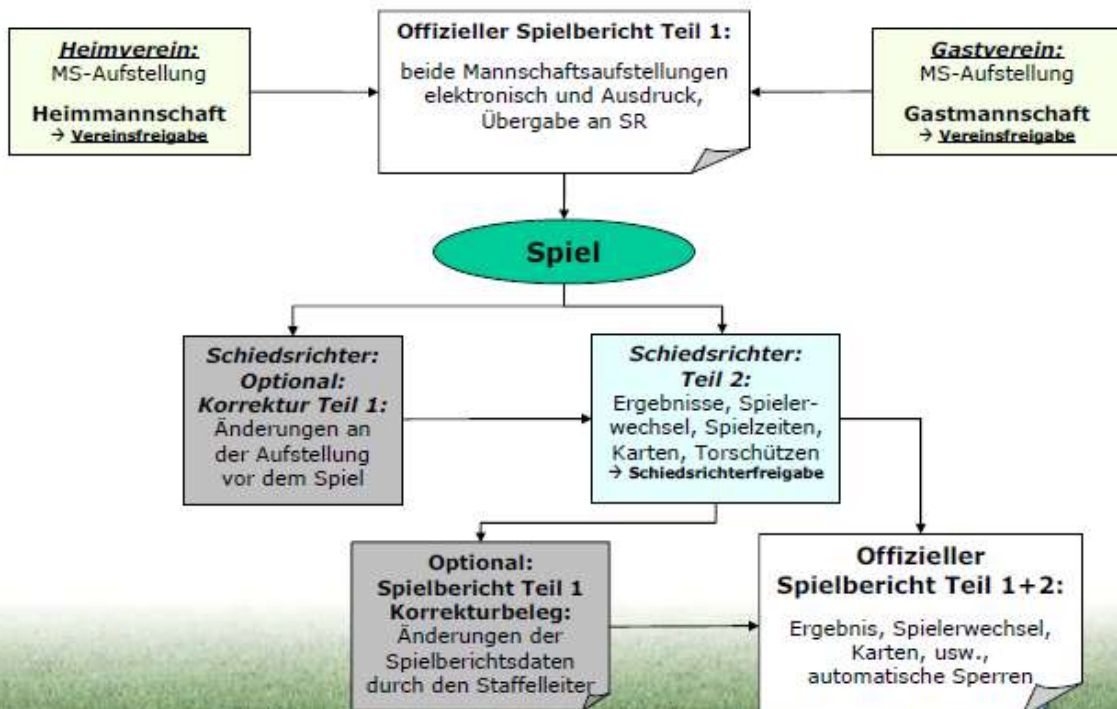 Heimverein:
MS-Aufstellung
Heimmannschaft
→ Vereinsfreigabe
Offizieller Spielbericht Teil 1:
beide Mannschaftsaufstellungen
elektronisch und Ausdruck,
Übergabe an SR
Gastverein:
MS-Aufstellung
Gastmannschaft
→ Vereinsfreigabe
Spiel
Schiedsrichter:
Optional:
Korrektur Teil 1:
Änderungen an
der Aufstellung
vor dem Spiel
Schiedsrichter:
Teil 2:
Ergebnisse, Spieler-
wechsel, Spielzeiten,
Karten, Torschützen
→ Schiedsrichterfreigabe
Optional:
Spielbericht Teil 1
Korrekturbeleg:
Änderungen der
Spielberichtsdaten
durch den Staffelleiter
Offizieller
Spielbericht Teil 1+2:
Ergebnis, Spielerwechsel,
Karten, usw.,
automatische Sperren